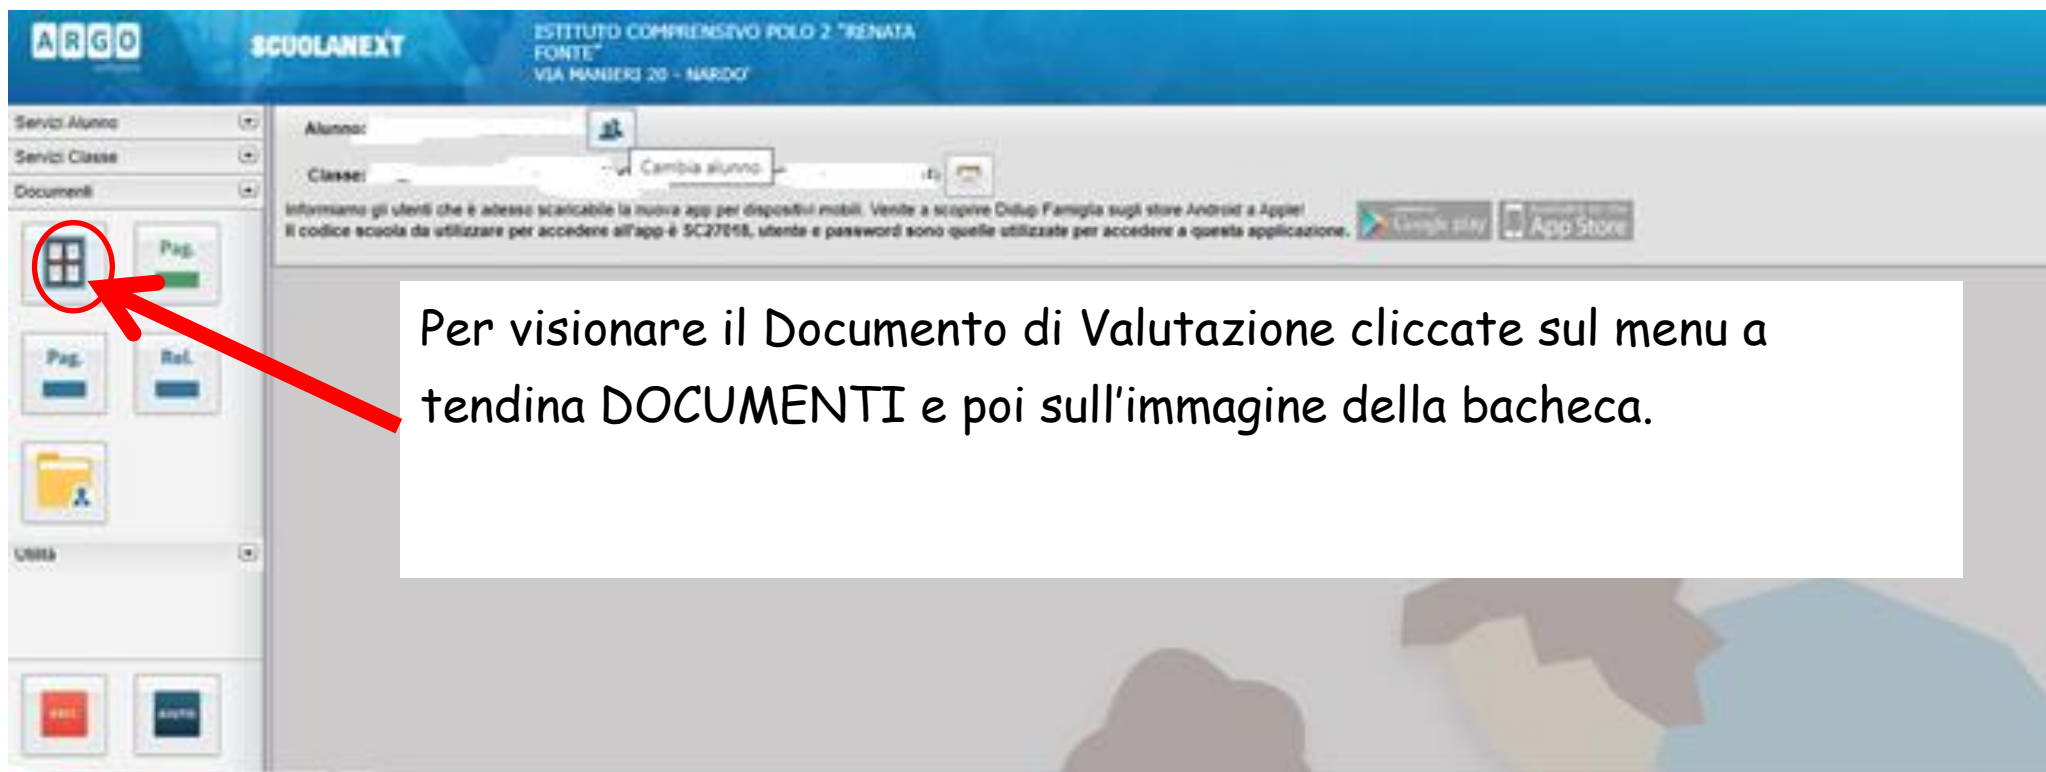 ARGO
SCUOLANEXT
ISTITUTO COMPRENSIVO POLO 2 "RENATA
FONTE"
VIA MANIERI 20 - NARDO'
Servizi Alunno
Servizi Classe
Documenti
Alunno:
Cambia alunno
Classe:
Informiamo gli utenti che è adesso scaricabile la nuova app per dispositivi mobili. Venite a scoprire Didup Famiglia sugli store Android a Apple!
Il codice scuola da utilizzare per accedere all'app è SC27018, utente e password sono quelle utilizzate per accedere a questa applicazione.
Google play
App Store
Pag.
Pag.
Rel.
Per visionare il Documento di Valutazione cliccate sul menu a
tendina DOCUMENTI e poi sull'immagine della bacheca.
Utilità
ESCI
AIUTO